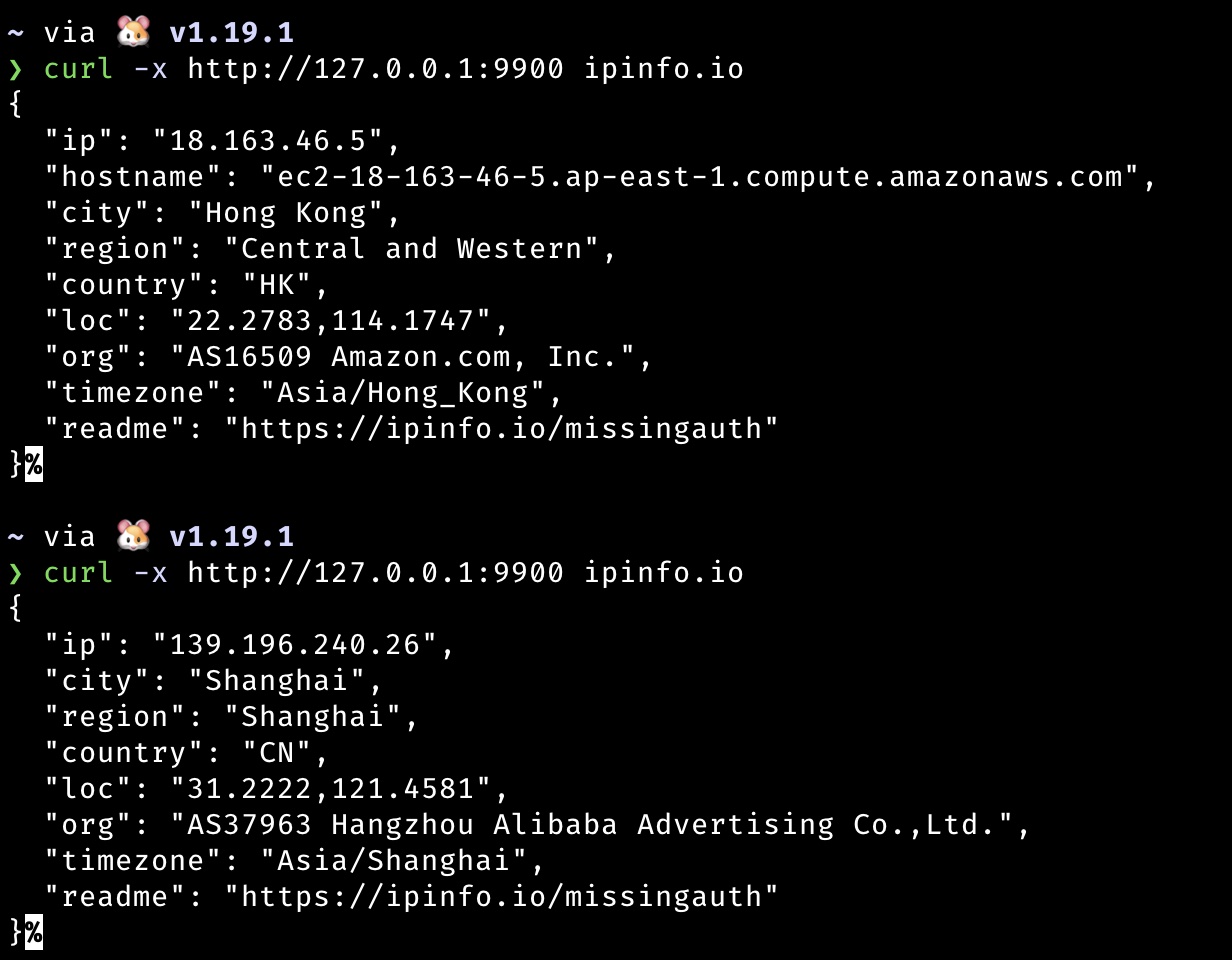 ~ via 🐹 v1.19.1
❯ curl -x http://127.0.0.1:9900 ipinfo.io
{
  "ip": "18.163.46.5",
  "hostname": "ec2-18-163-46-5.ap-east-1.compute.amazonaws.com",
  "city": "Hong Kong",
  "region": "Central and Western",
  "country": "HK",
  "loc": "22.2783,114.1747",
  "org": "AS16509 Amazon.com, Inc.",
  "timezone": "Asia/Hong_Kong",
  "readme": "https://ipinfo.io/missingauth"
}%

~ via 🐹 v1.19.1
❯ curl -x http://127.0.0.1:9900 ipinfo.io
{
  "ip": "139.196.240.26",
  "city": "Shanghai",
  "region": "Shanghai",
  "country": "CN",
  "loc": "31.2222,121.4581",
  "org": "AS37963 Hangzhou Alibaba Advertising Co.,Ltd.",
  "timezone": "Asia/Shanghai",
  "readme": "https://ipinfo.io/missingauth"
}%